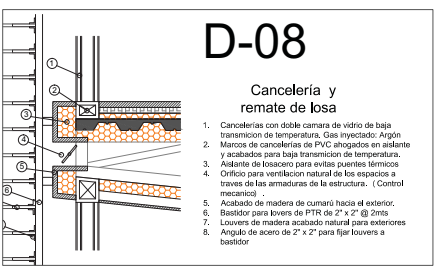 D-08
Cancelería y
remate de losa
1. Cancelerías con doble camara de vidrio de baja
transmicion de temperatura. Gas inyectado: Argón
2. Marcos de cancelerías de PVC ahogados en aislante
y acabados para baja transmicion de temperatura.
3. Aislante de losacero para evitas puentes térmicos
4. Orificio para ventilacion natural de los espacios a
traves de las armaduras de la estructura. ( Control
mecanico) .
5. Acabado de madera de cumarú hacia el exterior.
6. Bastidor para lovers de PTR de 2" x 2" @ 2mts
7. Louvers de madera acabado natural para exteriores
8. Angulo de acero de 2" x 2" para fijar louvers a
bastidor
1
2
3
4
5
6